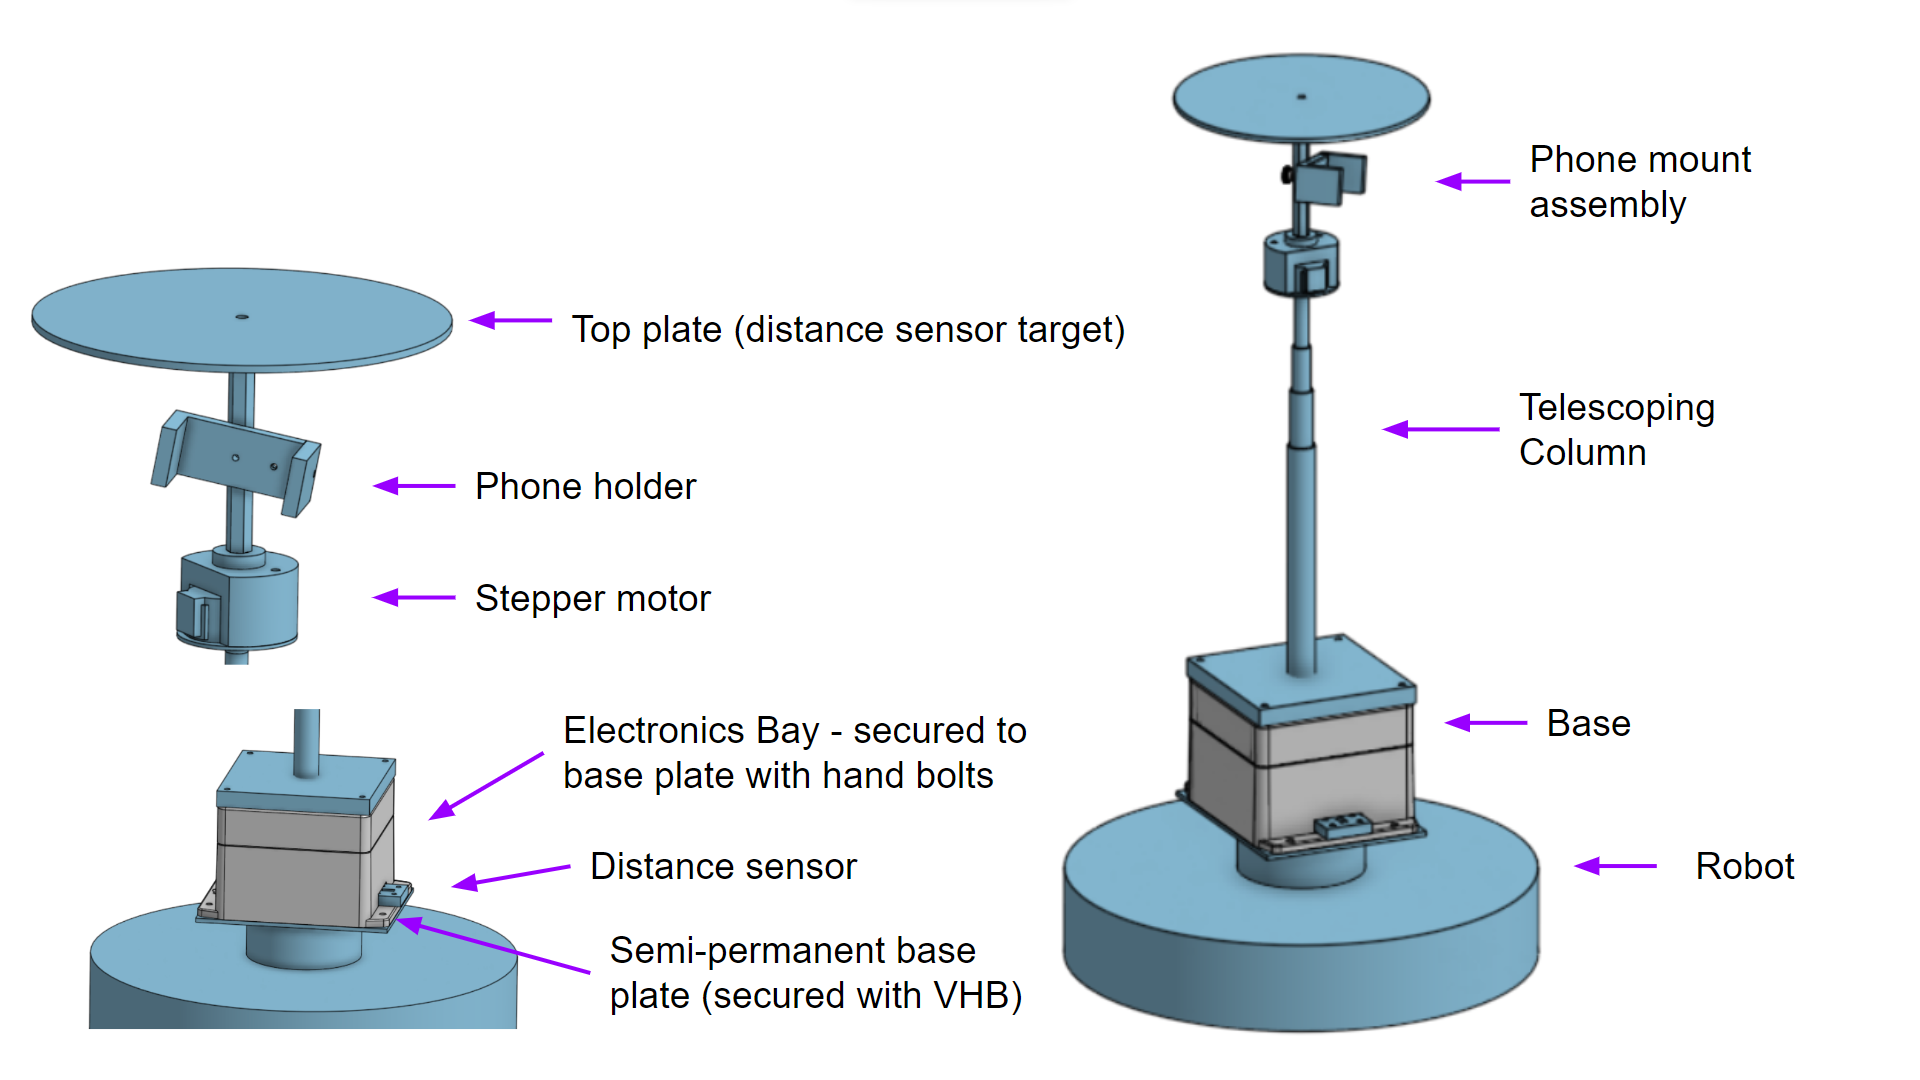 Top plate (distance sensor target)
Phone holder
Stepper motor
Electronics Bay - secured to
base plate with hand bolts
Distance sensor
Semi-permanent base
plate (secured with VHB)
Phone mount
assembly
Telescoping
Column
Base
Robot